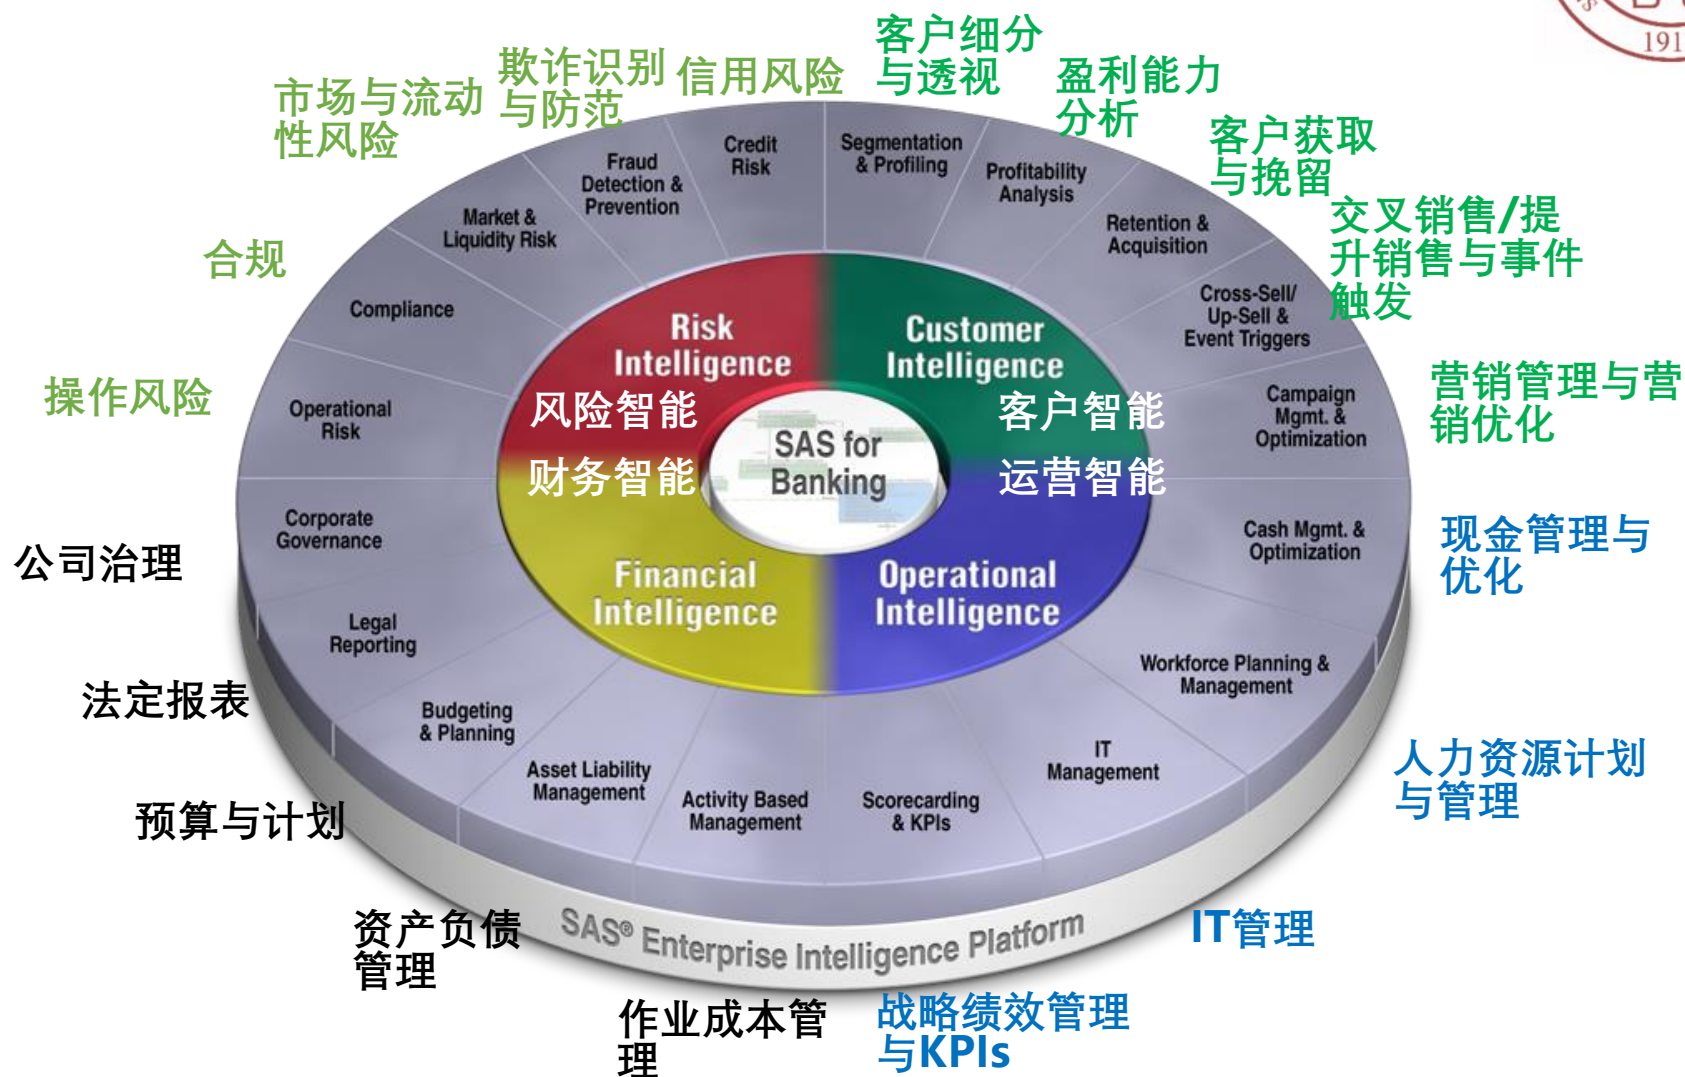 客户细分
与透视
欺诈识别
与防范
信用风险
盈利能力
分析
市场与流动
性风险
客户获取
与挽留
交叉销售/提
升销售与事件
触发
合规
操作风险
营销管理与营
销优化
Credit
Risk
Segmentation
& Profiling
Fraud
Detection &
Prevention
Profitability
Analysis
Market &
Liquidity Risk
Retention &
Acquisition
Compliance
Cross-Sell/
Up-Sell &
Event Triggers
Operational
Risk
Campaign
Mgmt. &
Optimization
Risk
Intelligence
风险智能
Customer
Intelligence
客户智能
SAS for
Banking
财务智能
Financial
Intelligence
运营智能
Operational
Intelligence
Corporate
Governance
Cash Mgmt. &
Optimization
Legal
Reporting
Workforce Planning &
Management
Budgeting
& Planning
Asset Liability
Management
Activity Based
Management
Scorecarding
& KPIs
IT
Management
公司治理
现金管理与
优化
法定报表
人力资源计划
与管理
预算与计划
资产负债
管理
SAS® Enterprise Intelligence Platform
IT管理
作业成本管
理
战略绩效管理
与KPIs
191